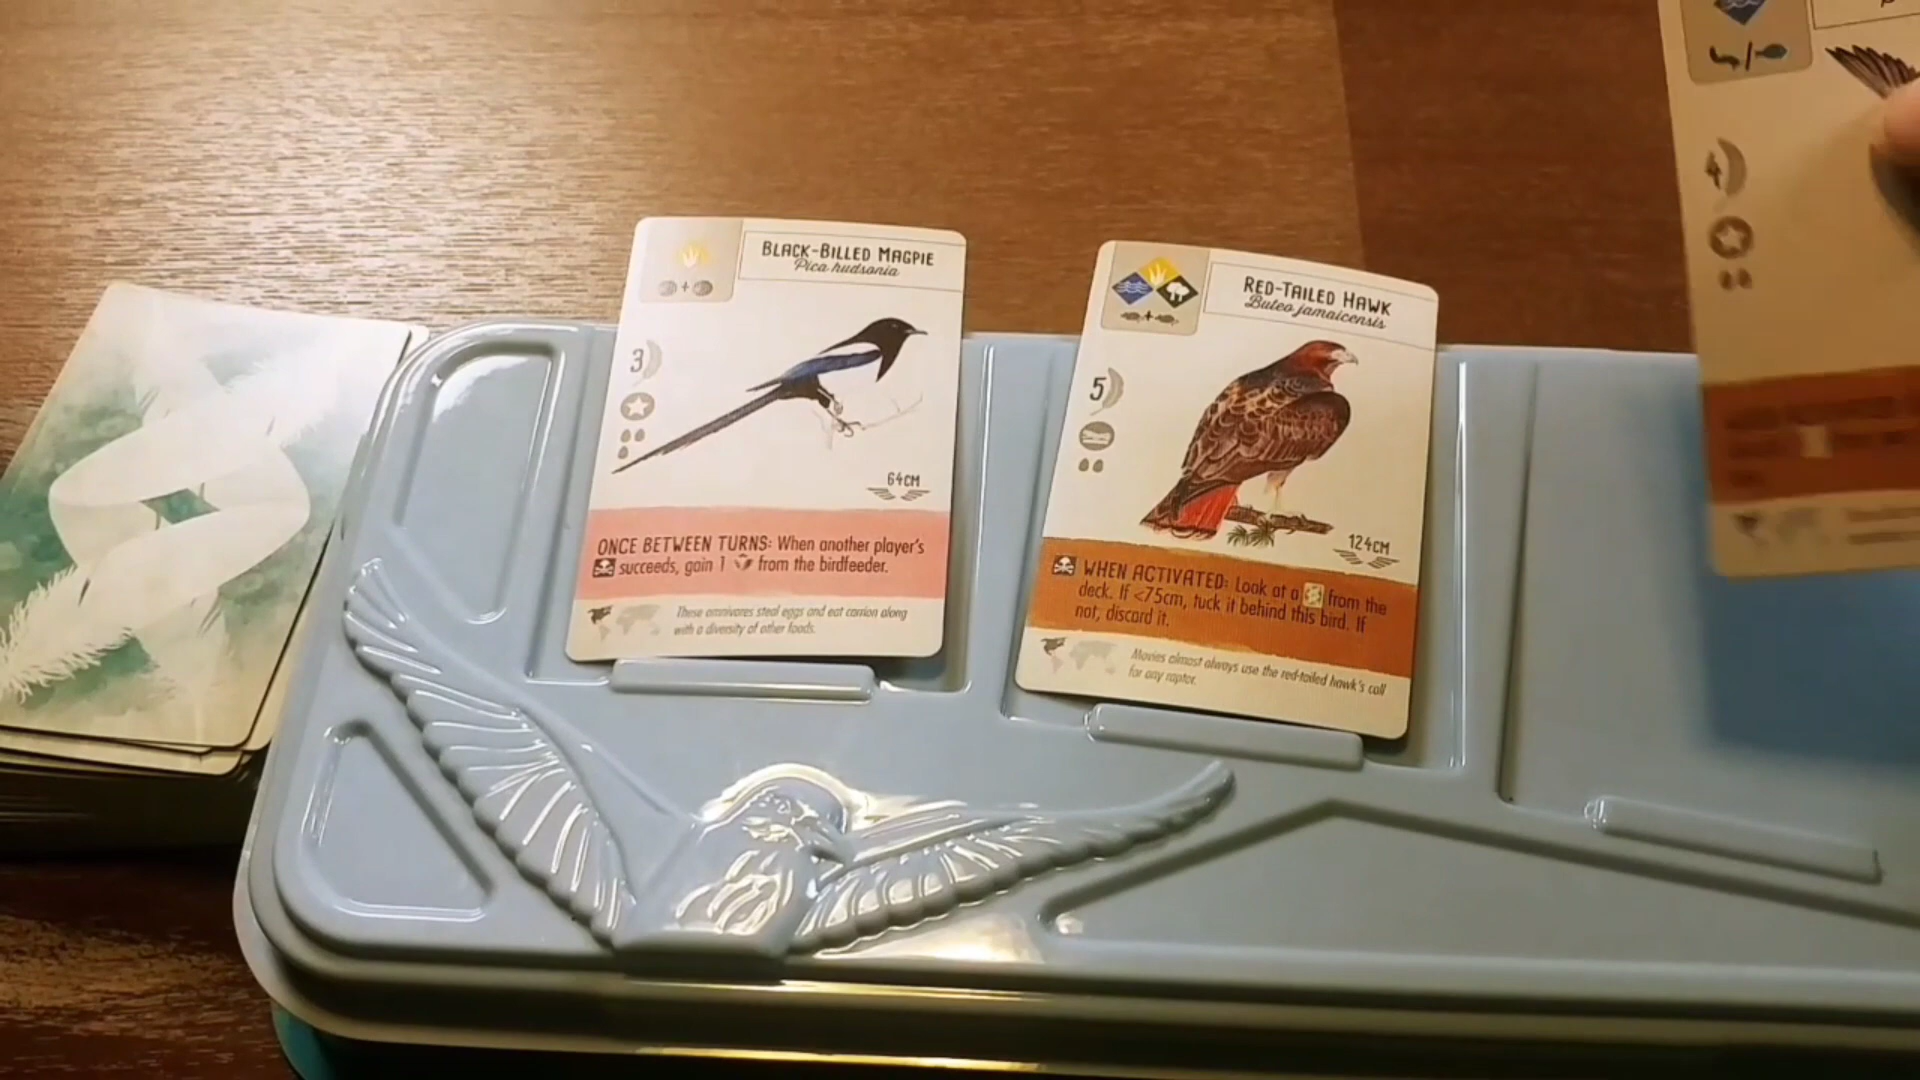 BLACK-BILLED MAGPIE
Pica hudsonia
+
3
64CM
ONCE BETWEEN TURNS: When another player's
succeeds, gain 1 from the birdfeeder.
These omnivores steal eggs and eat carrion along
with a diversity of other foods.
RED-TAILED HAWK
Buteo jamaicensis
+
5
124CM
WHEN ACTIVATED: Look at a from the
deck. If <75cm, tuck it behind this bird. If
not, discard it.
Movies almost always use the red-tailed hawk's call
for any raptor.
/
4